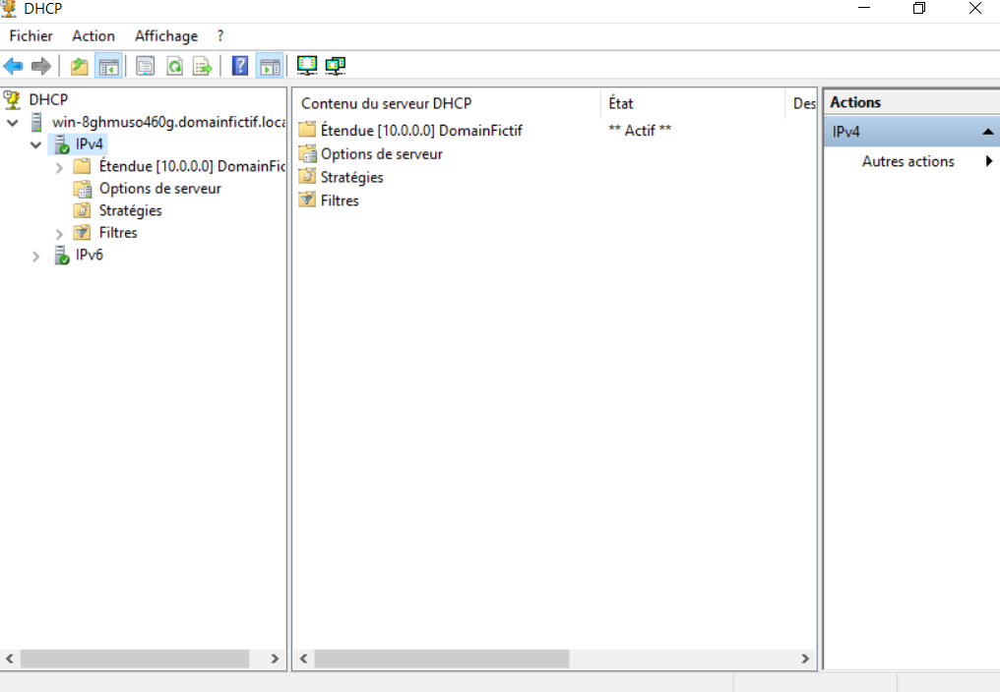 DHCP
Fichier Action Affichage ?
DHCP
win-8ghmuso460g.domainfictif.loca
IPv4
Étendue [10.0.0.0] DomainFic
Options de serveur
Stratégies
Filtres
IPv6
Contenu du serveur DHCP État Des
Étendue [10.0.0.0] DomainFictif ** Actif **
Options de serveur
Stratégies
Filtres
Actions
IPv4
Autres actions